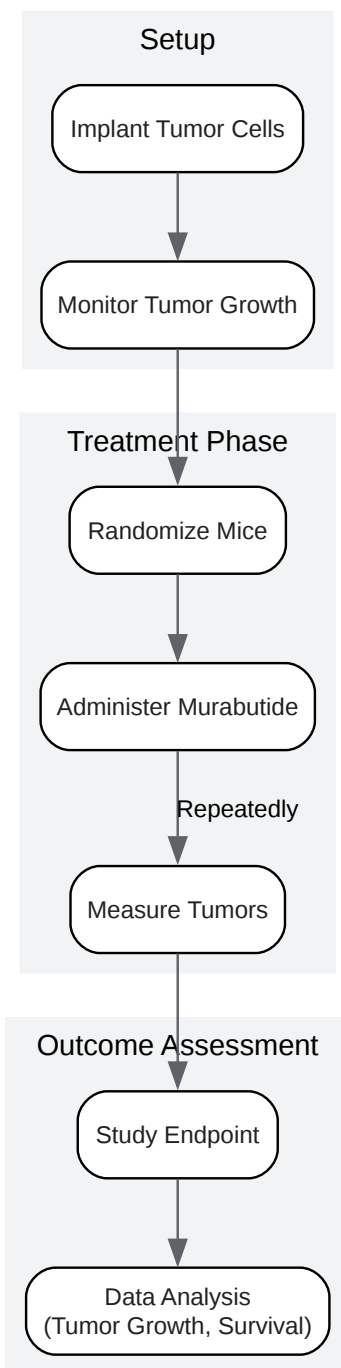 Setup
Implant Tumor Cells
Monitor Tumor Growth
Treatment Phase
Randomize Mice
Administer Murabutide
Repeatedly
Measure Tumors
Outcome Assessment
Study Endpoint
Data Analysis
(Tumor Growth, Survival)